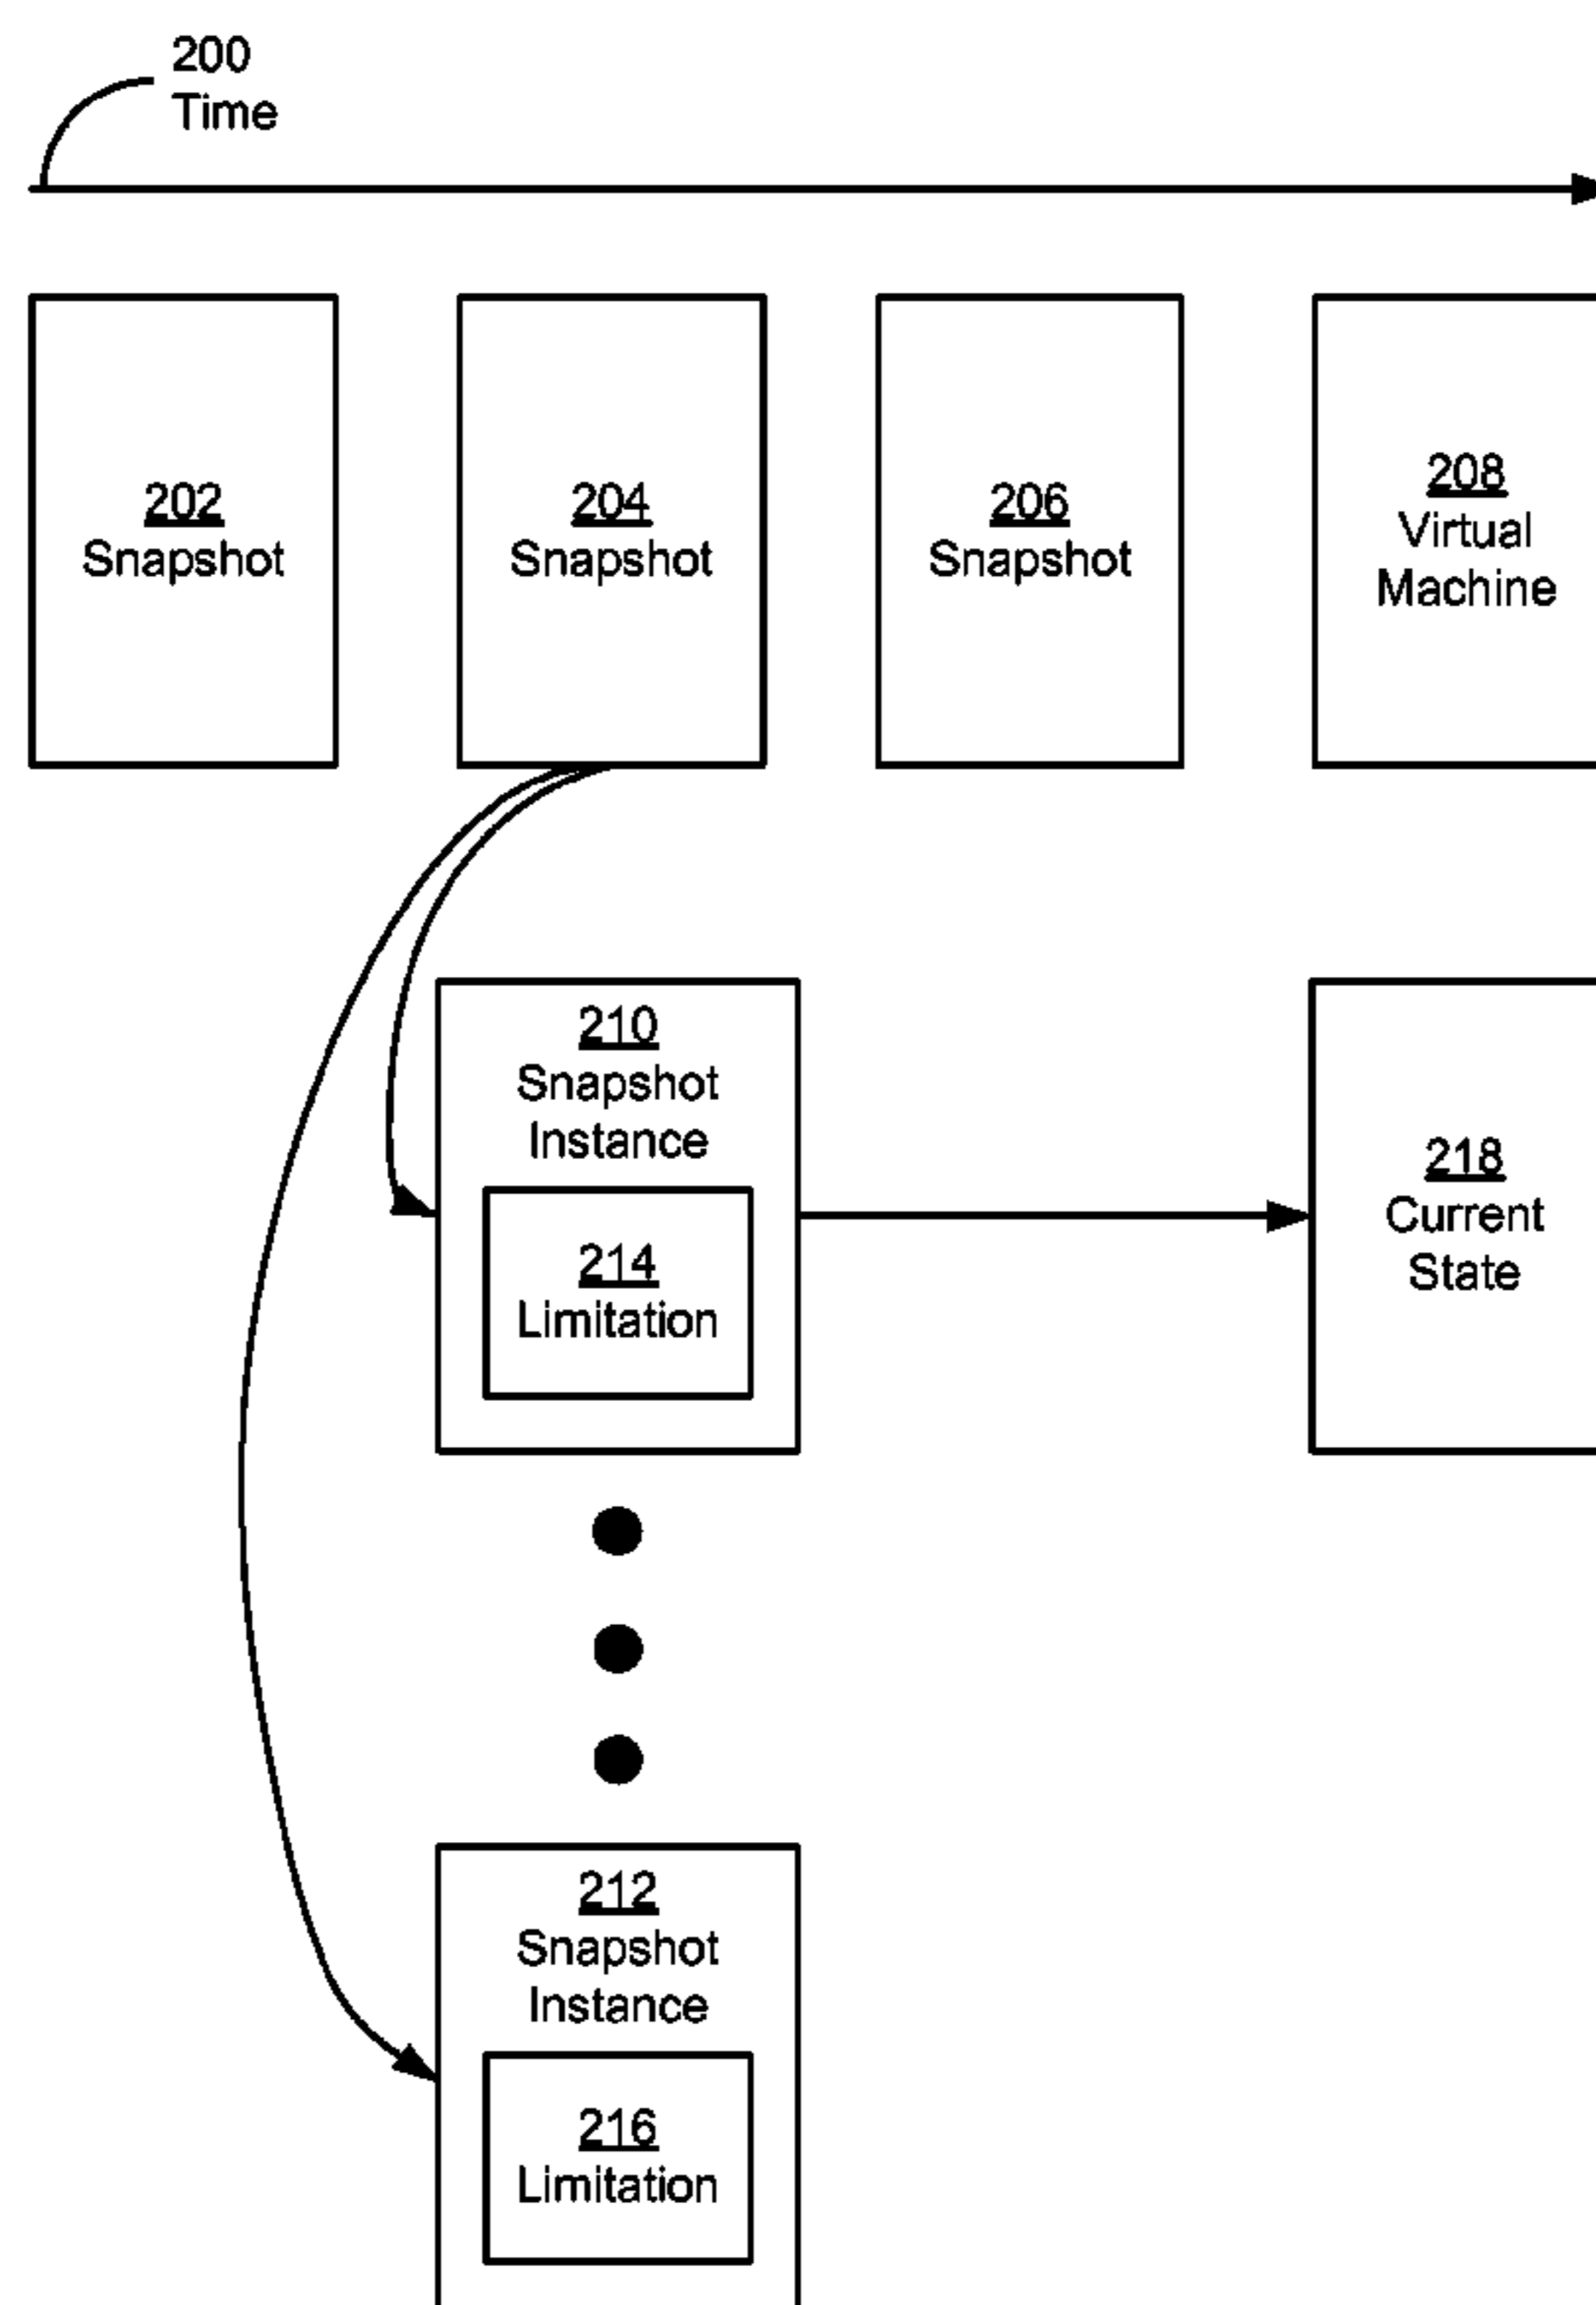 200
Time
202
Snapshot
204
Snapshot
206
Snapshot
208
Virtual
Machine
210
Snapshot
Instance
214
Limitation
218
Current
State
212
Snapshot
Instance
216
Limitation